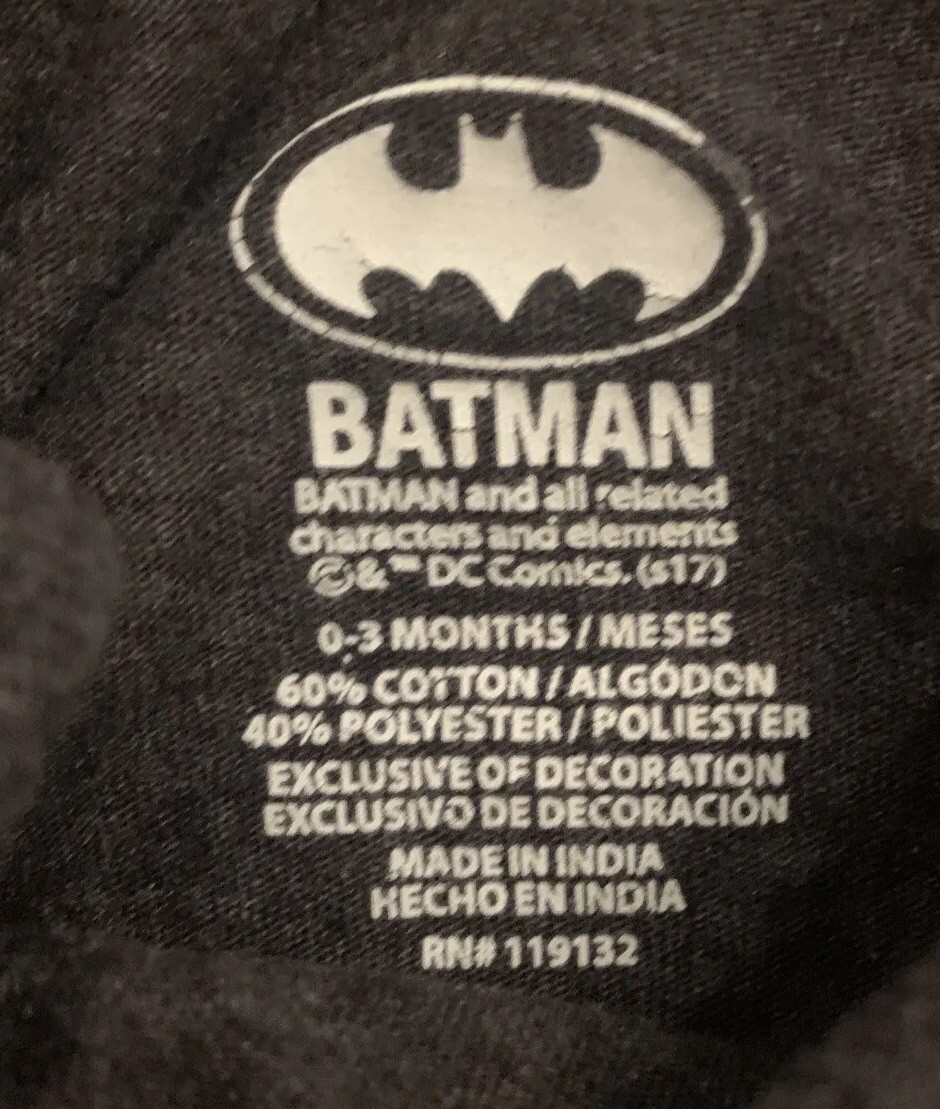 BATMAN
BATMAN and all related
characters and elements
©&™ DC Comics. (s17)
0-3 MONTHS / MESES
60% COTTON / ALGÓDON
40% POLYESTER / POLIESTER
EXCLUSIVE OF DECORATION
EXCLUSIVO DE DECORACIÓN
MADE IN INDIA
HECHO EN INDIA
RN# 119132